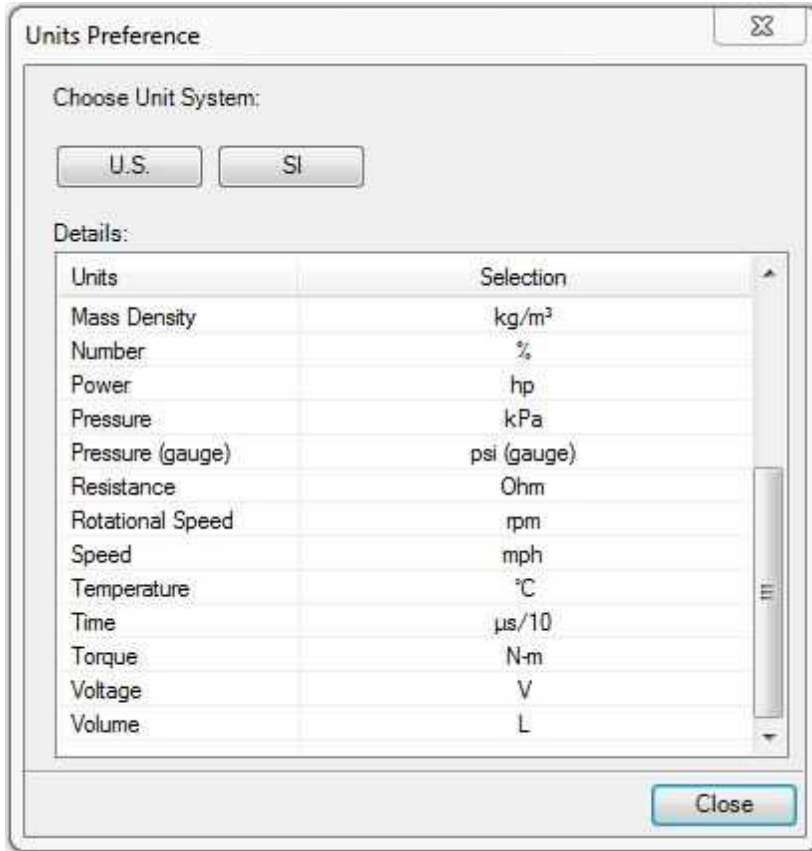 Units Preference
Choose Unit System:
U.S. SI
Details:
Units Selection
Mass Density kg/m³
Number %
Power hp
Pressure kPa
Pressure (gauge) psi (gauge)
Resistance Ohm
Rotational Speed rpm
Speed mph
Temperature °C
Time µs/10
Torque N-m
Voltage V
Volume L
Close